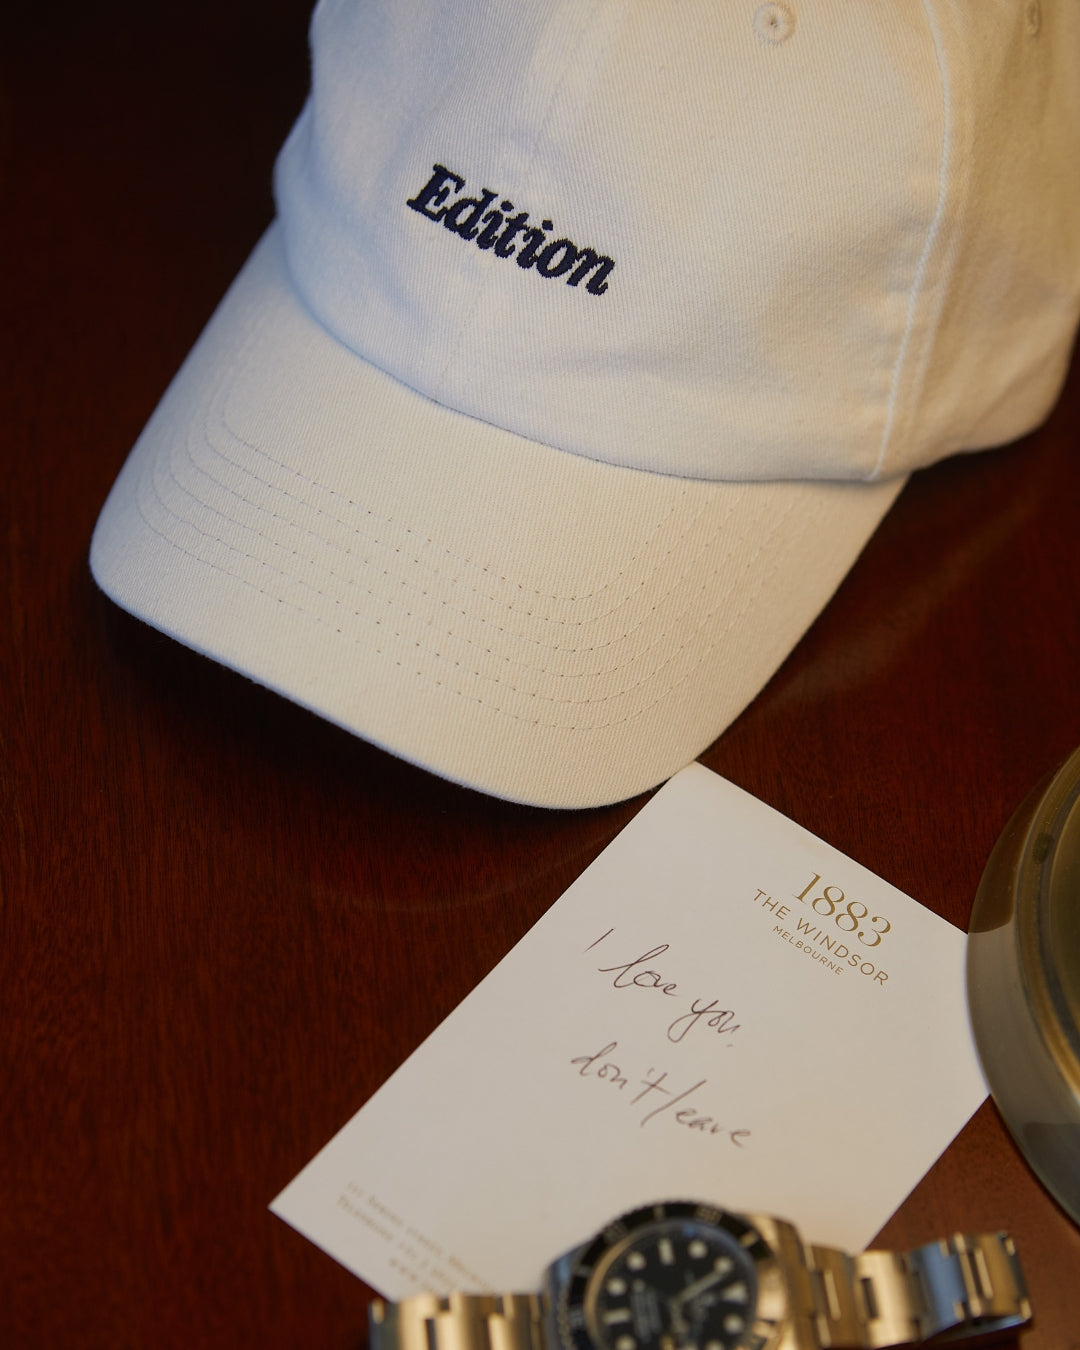 Edition
1883
THE WINDSOR
MELBOURNE
I love you,
don't leave